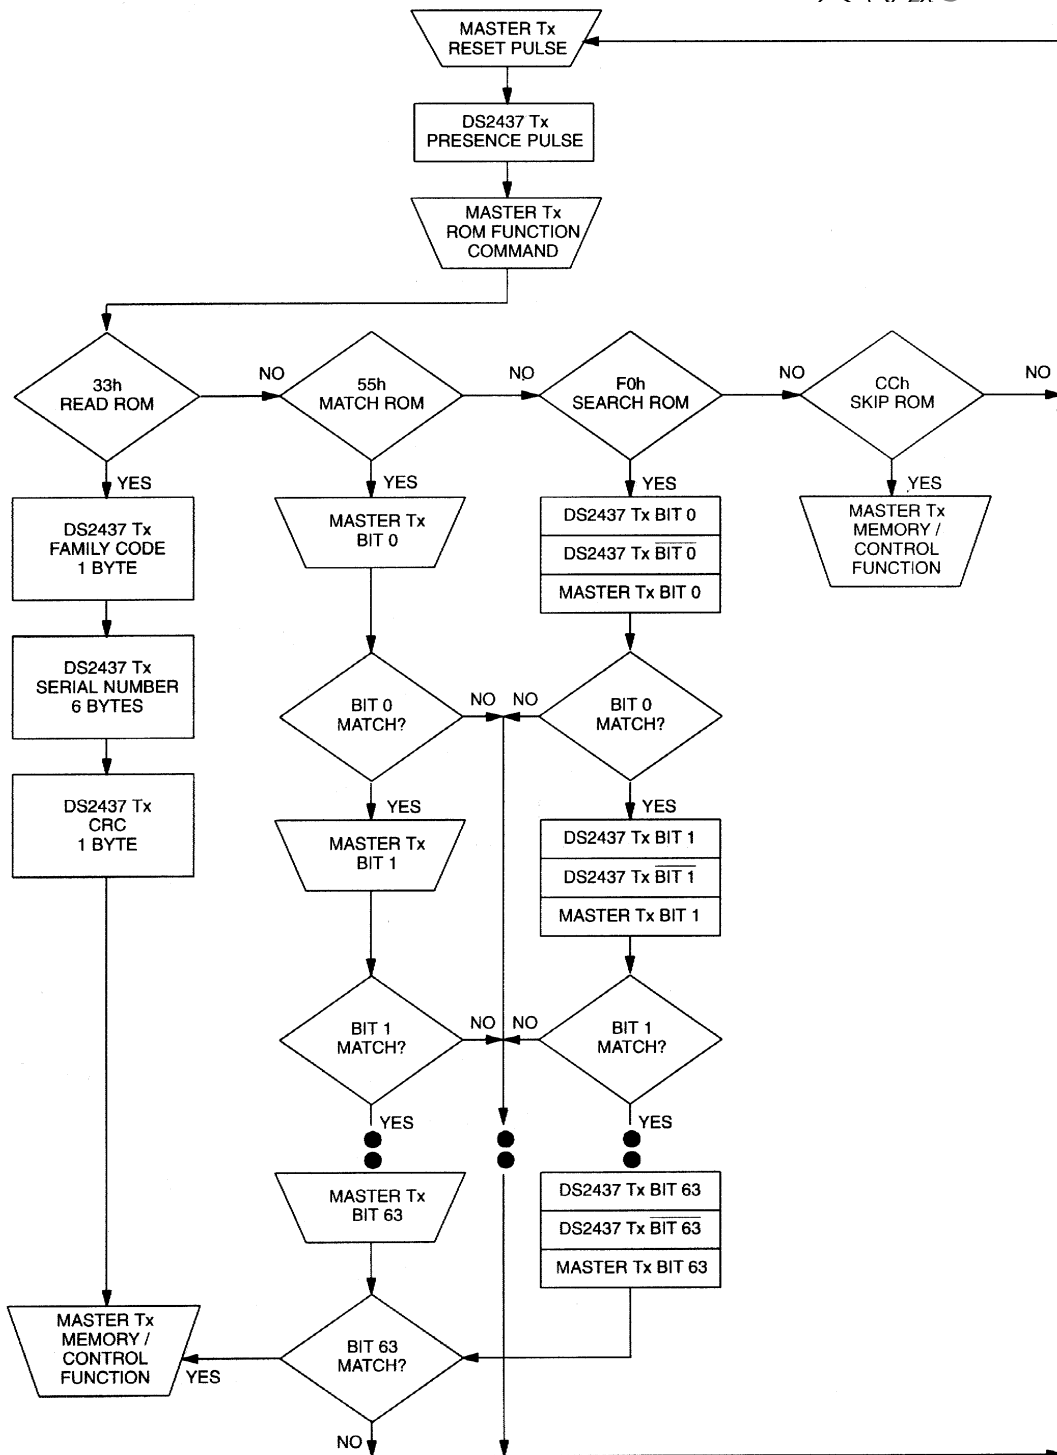 MASTER Tx
RESET PULSE
DS2437 Tx
PRESENCE PULSE
MASTER Tx
ROM FUNCTION
COMMAND
33h
READ ROM
NO
55h
MATCH ROM
NO
F0h
SEARCH ROM
NO
CCh
SKIP ROM
NO
YES
YES
YES
YES
DS2437 Tx
FAMILY CODE
1 BYTE
MASTER Tx
BIT 0
DS2437 Tx BIT 0
DS2437 Tx B̅I̅T̅ ̅0̅
MASTER Tx BIT 0
MASTER Tx
MEMORY /
CONTROL
FUNCTION
DS2437 Tx
SERIAL NUMBER
6 BYTES
BIT 0
MATCH?
NO
NO
BIT 0
MATCH?
YES
YES
DS2437 Tx
CRC
1 BYTE
MASTER Tx
BIT 1
DS2437 Tx BIT 1
DS2437 Tx B̅I̅T̅ ̅1̅
MASTER Tx BIT 1
BIT 1
MATCH?
NO
NO
BIT 1
MATCH?
YES
YES
MASTER Tx
BIT 63
DS2437 Tx BIT 63
DS2437 Tx B̅I̅T̅ ̅6̅3̅
MASTER Tx BIT 63
MASTER Tx
MEMORY /
CONTROL
FUNCTION
YES
BIT 63
MATCH?
NO